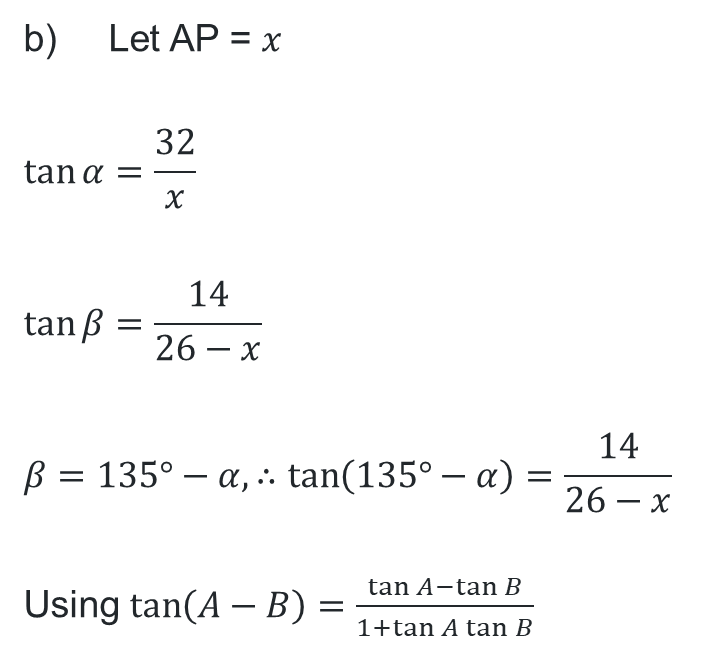 b) Let AP = x
tan α = 32/x
tan β = 14/(26 − x)
β = 135° − α, ∴ tan(135° − α) = 14/(26 − x)
Using tan(A − B) = (tan A−tan B)/(1+tan A tan B)